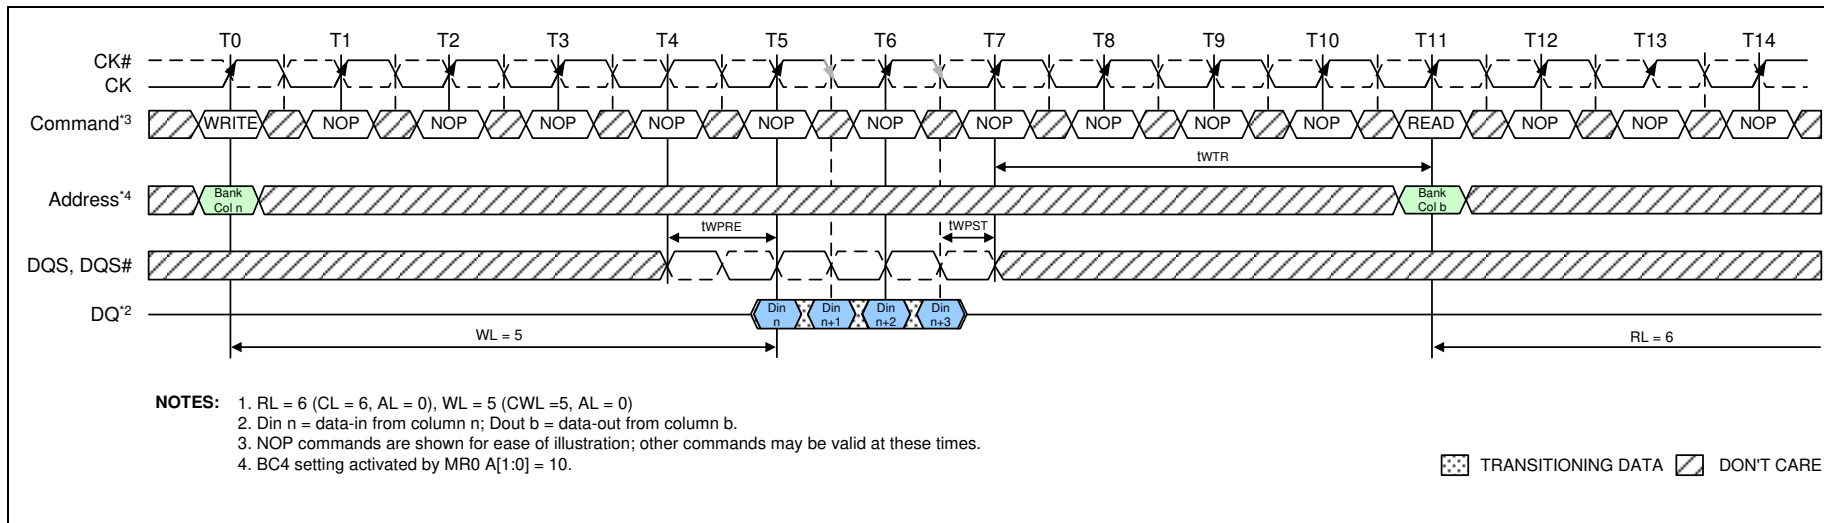 T0 T1 T2 T3 T4 T5 T6 T7 T8 T9 T10 T11 T12 T13 T14
CK#
CK
Command*3 WRITE NOP NOP NOP NOP NOP NOP NOP NOP NOP NOP READ NOP NOP NOP
tWTR
Address*4 Bank Col n Bank Col b
tWPRE tWPST
DQS, DQS#
DQ*2 Din n Din n+1 Din n+2 Din n+3
WL = 5 RL = 6
NOTES: 1. RL = 6 (CL = 6, AL = 0), WL = 5 (CWL =5, AL = 0)
2. Din n = data-in from column n; Dout b = data-out from column b.
3. NOP commands are shown for ease of illustration; other commands may be valid at these times.
4. BC4 setting activated by MR0 A[1:0] = 10.
TRANSITIONING DATA DON'T CARE